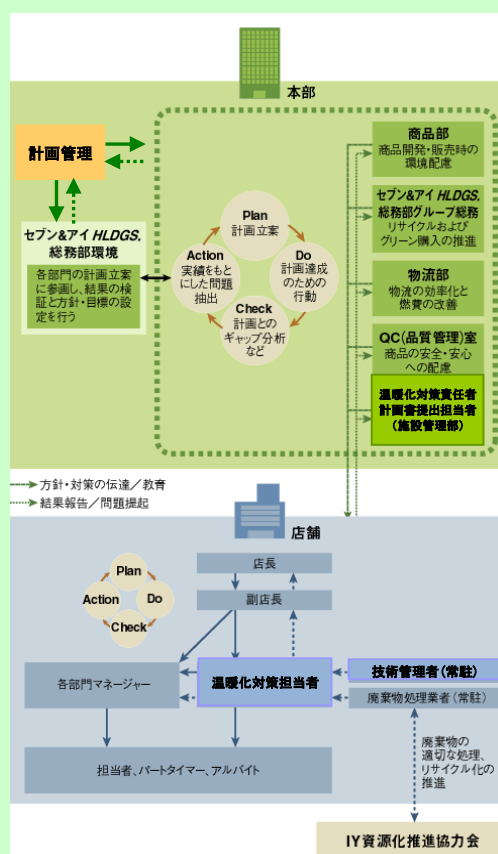 本部
計画管理
商品部
商品開発・販売時の
環境配慮
セブン&アイ HLDGS.
総務部グループ総務
リサイクルおよび
グリーン購入の推進
物流部
物流の効率化と
燃費の改善
QC(品質管理)室
商品の安全・安心
への配慮
温暖化対策責任者
計画書提出担当者
(施設管理部)
セブン&アイ HLDGS.
総務部環境
各部門の計画立案
に参画し、結果の検
証と方針・目標の設
定を行う
Plan
計画立案
Do
計画達成
のための
行動
Check
計画との
ギャップ分析
など
Action
実績をもと
にした問題
抽出
方針・対策の伝達/教育
結果報告/問題提起
店舗
店長
副店長
Plan
Do
Check
Action
各部門マネージャー
温暖化対策担当者
技術管理者(常駐)
廃棄物処理業者(常駐)
担当者、パートタイマー、アルバイト
廃棄物の
適切な処理、
リサイクル化の
推進
IY資源化推進協力会